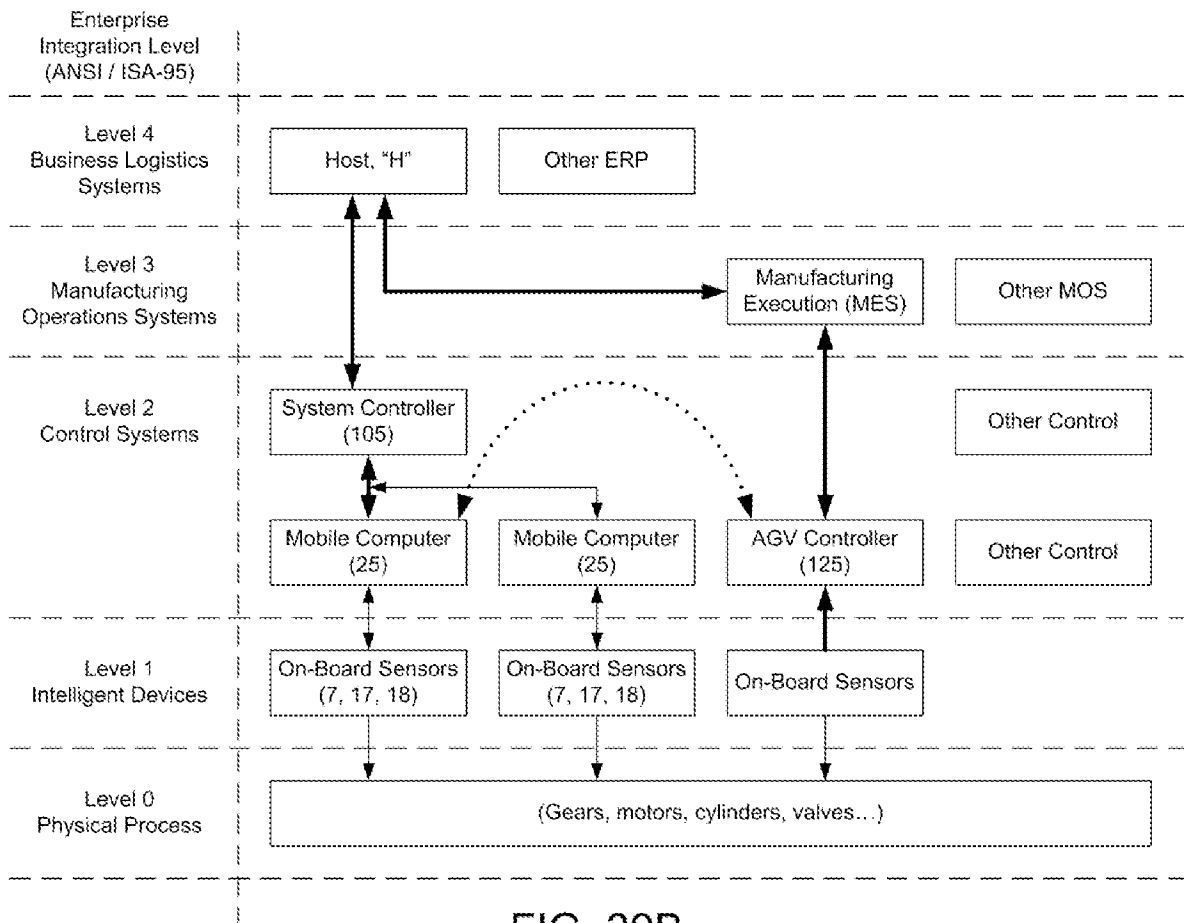 Enterprise
Integration Level
(ANSI / ISA-95)
Level 4
Business Logistics
Systems
Host, “H”
Other ERP
Level 3
Manufacturing
Operations Systems
Manufacturing
Execution (MES)
Other MOS
Level 2
Control Systems
System Controller
(105)
Other Control
Mobile Computer
(25)
Mobile Computer
(25)
AGV Controller
(125)
Other Control
Level 1
Intelligent Devices
On-Board Sensors
(7, 17, 18)
On-Board Sensors
(7, 17, 18)
On-Board Sensors
Level 0
Physical Process
(Gears, motors, cylinders, valves…)